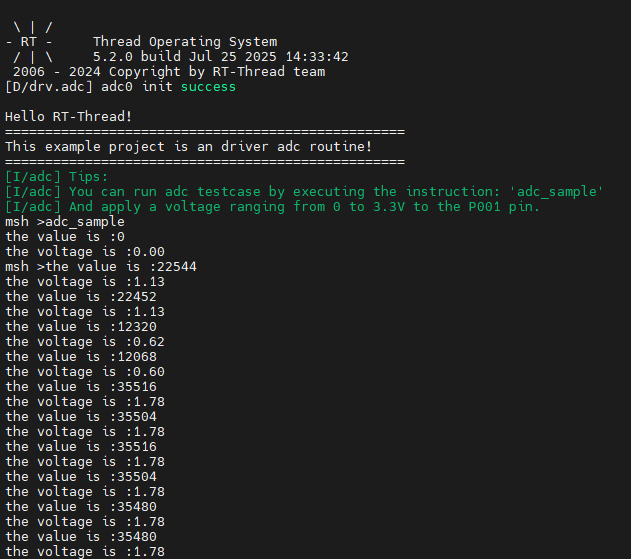 \ | /
- RT -     Thread Operating System
 / | \     5.2.0 build Jul 25 2025 14:33:42
 2006 - 2024 Copyright by RT-Thread team
[D/drv.adc] adc0 init success

Hello RT-Thread!
==================================================
This example project is an driver adc routine!
==================================================
[I/adc] Tips:
[I/adc] You can run adc testcase by executing the instruction: 'adc_sample'
[I/adc] And apply a voltage ranging from 0 to 3.3V to the P001 pin.
msh >adc_sample
the value is :0
the voltage is :0.00
msh >the value is :22544
the voltage is :1.13
the value is :22452
the voltage is :1.13
the value is :12320
the voltage is :0.62
the value is :12068
the voltage is :0.60
the value is :35516
the voltage is :1.78
the value is :35504
the voltage is :1.78
the value is :35516
the voltage is :1.78
the value is :35504
the voltage is :1.78
the value is :35480
the voltage is :1.78
the value is :35480
the voltage is :1.78